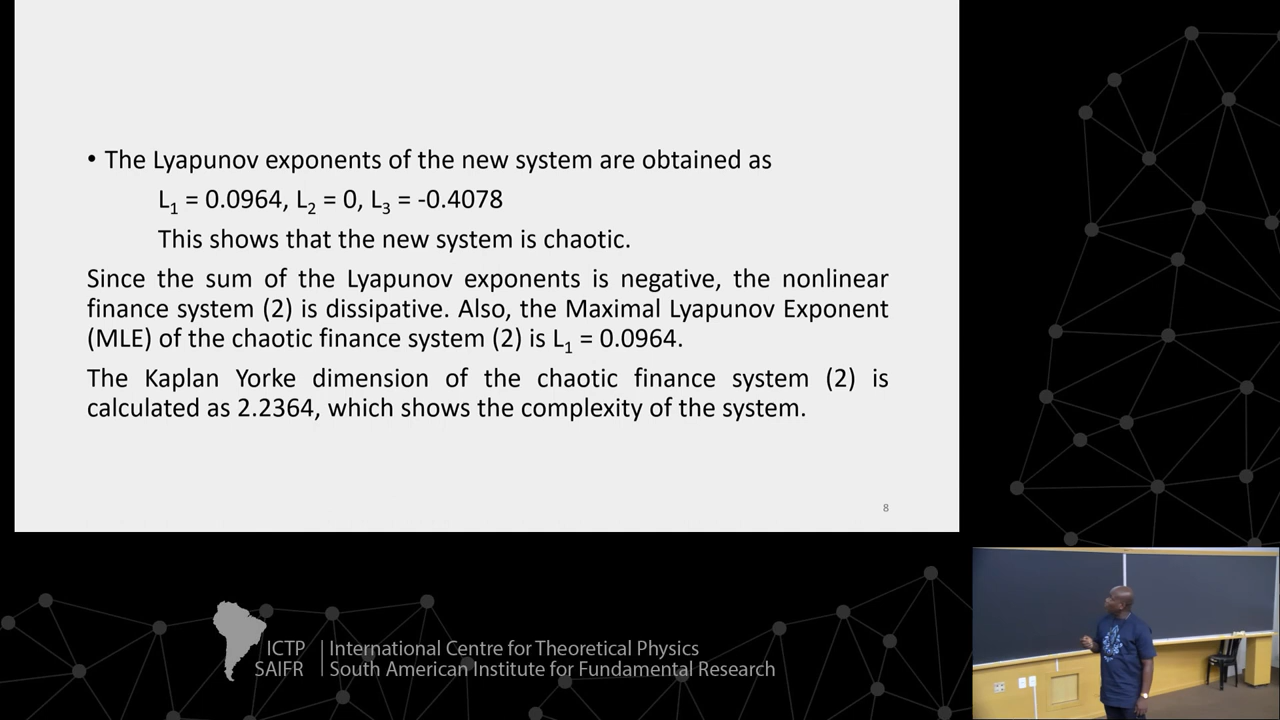 • The Lyapunov exponents of the new system are obtained as
L₁ = 0.0964, L₂ = 0, L₃ = -0.4078
This shows that the new system is chaotic.
Since the sum of the Lyapunov exponents is negative, the nonlinear
finance system (2) is dissipative. Also, the Maximal Lyapunov Exponent
(MLE) of the chaotic finance system (2) is L₁ = 0.0964.
The Kaplan Yorke dimension of the chaotic finance system (2) is
calculated as 2.2364, which shows the complexity of the system.
8
ICTP
SAIFR
International Centre for Theoretical Physics
South American Institute for Fundamental Research